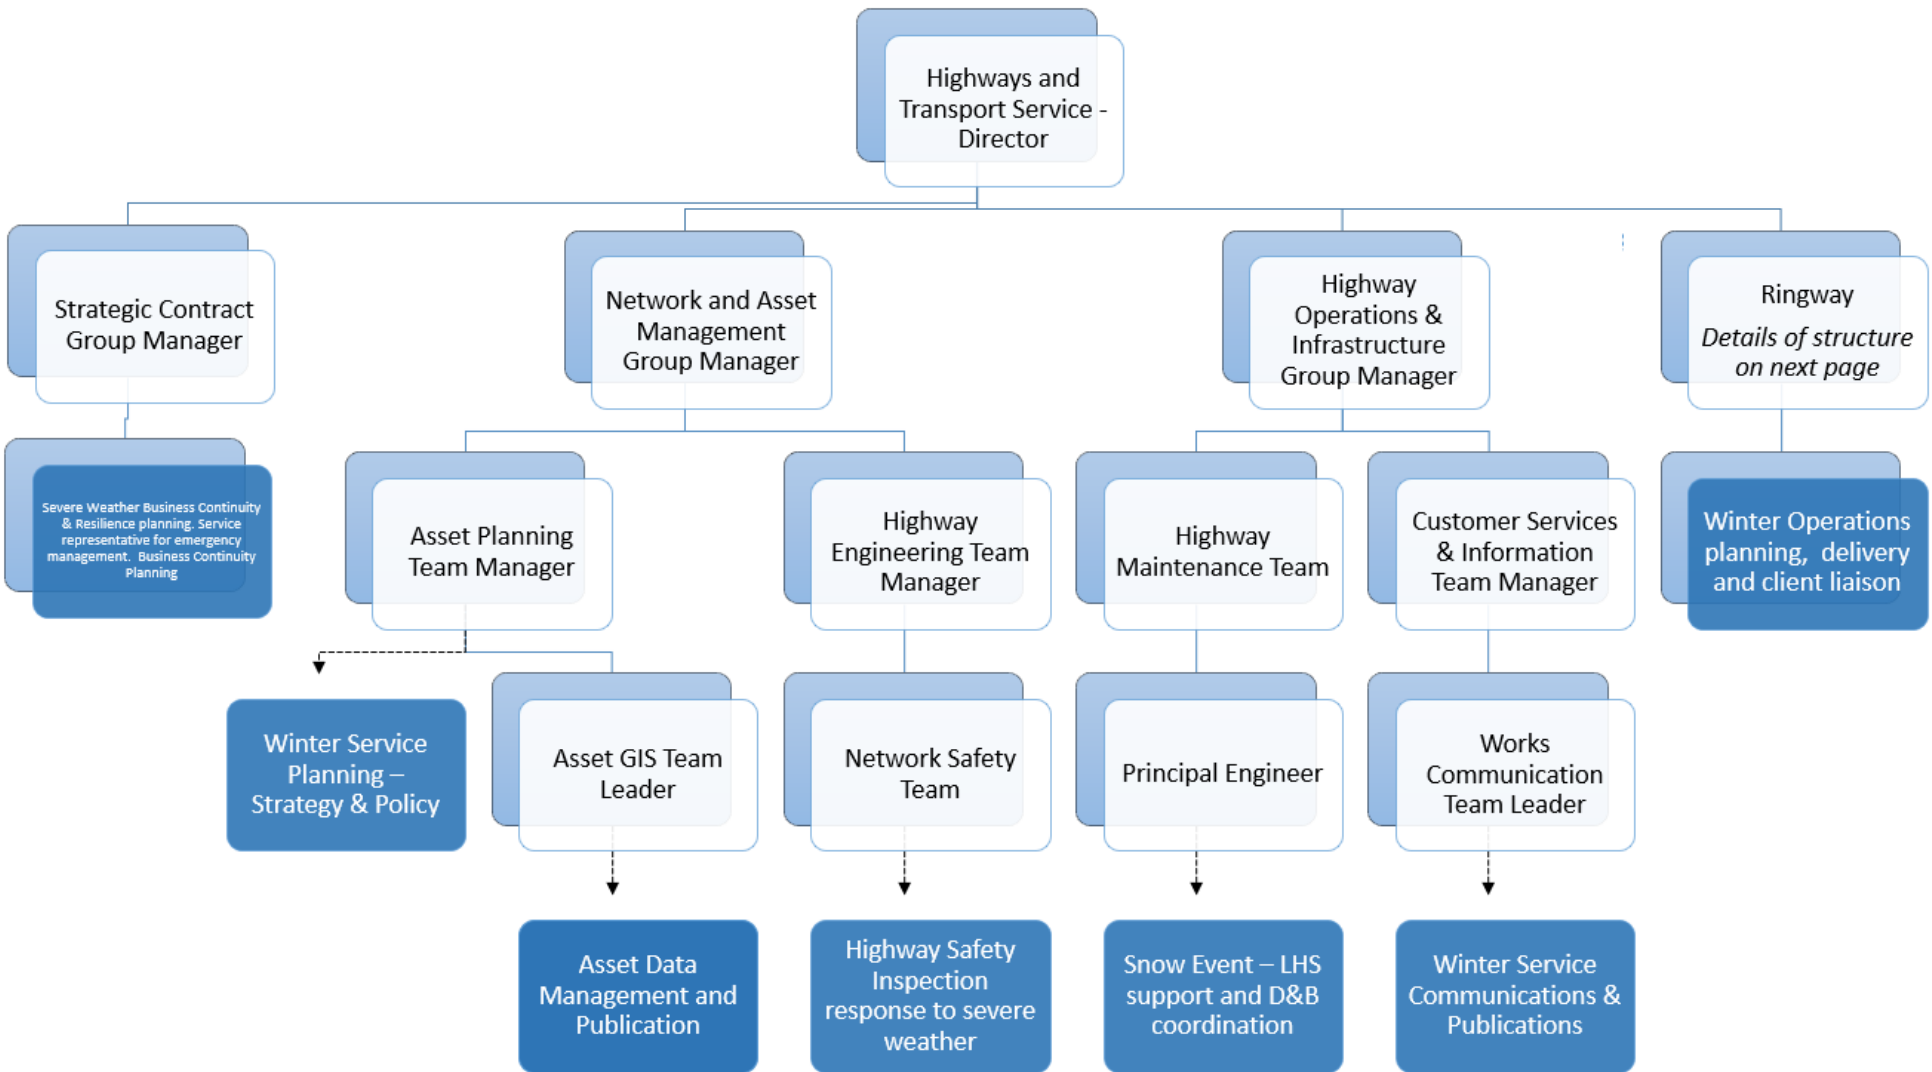 Highways and
Transport Service -
Director
Strategic Contract
Group Manager
Network and Asset
Management
Group Manager
Highway
Operations &
Infrastructure
Group Manager
Ringway
Details of structure
on next page
Severe Weather Business Continuity
& Resilience planning. Service
representative for emergency
management. Business Continuity
Planning
Asset Planning
Team Manager
Highway
Engineering Team
Manager
Highway
Maintenance Team
Customer Services
& Information
Team Manager
Winter Operations
planning, delivery
and client liaison
Winter Service
Planning –
Strategy & Policy
Asset GIS Team
Leader
Network Safety
Team
Principal Engineer
Works
Communication
Team Leader
Asset Data
Management and
Publication
Highway Safety
Inspection
response to severe
weather
Snow Event – LHS
support and D&B
coordination
Winter Service
Communications &
Publications